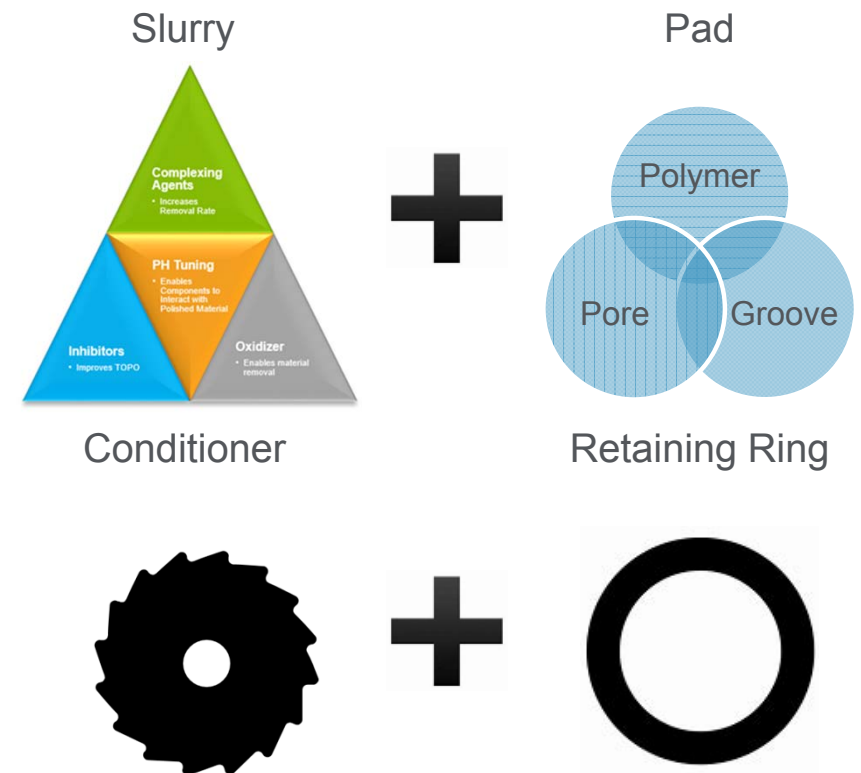 Slurry
Pad
Complexing
Agents
• Increases
Removal Rate
PH Tuning
• Enables
Components to
Interact with
Polished Material
Inhibitors
• Improves TOPO
Oxidizer
• Enables material
removal
Polymer
Pore
Groove
Conditioner
Retaining Ring